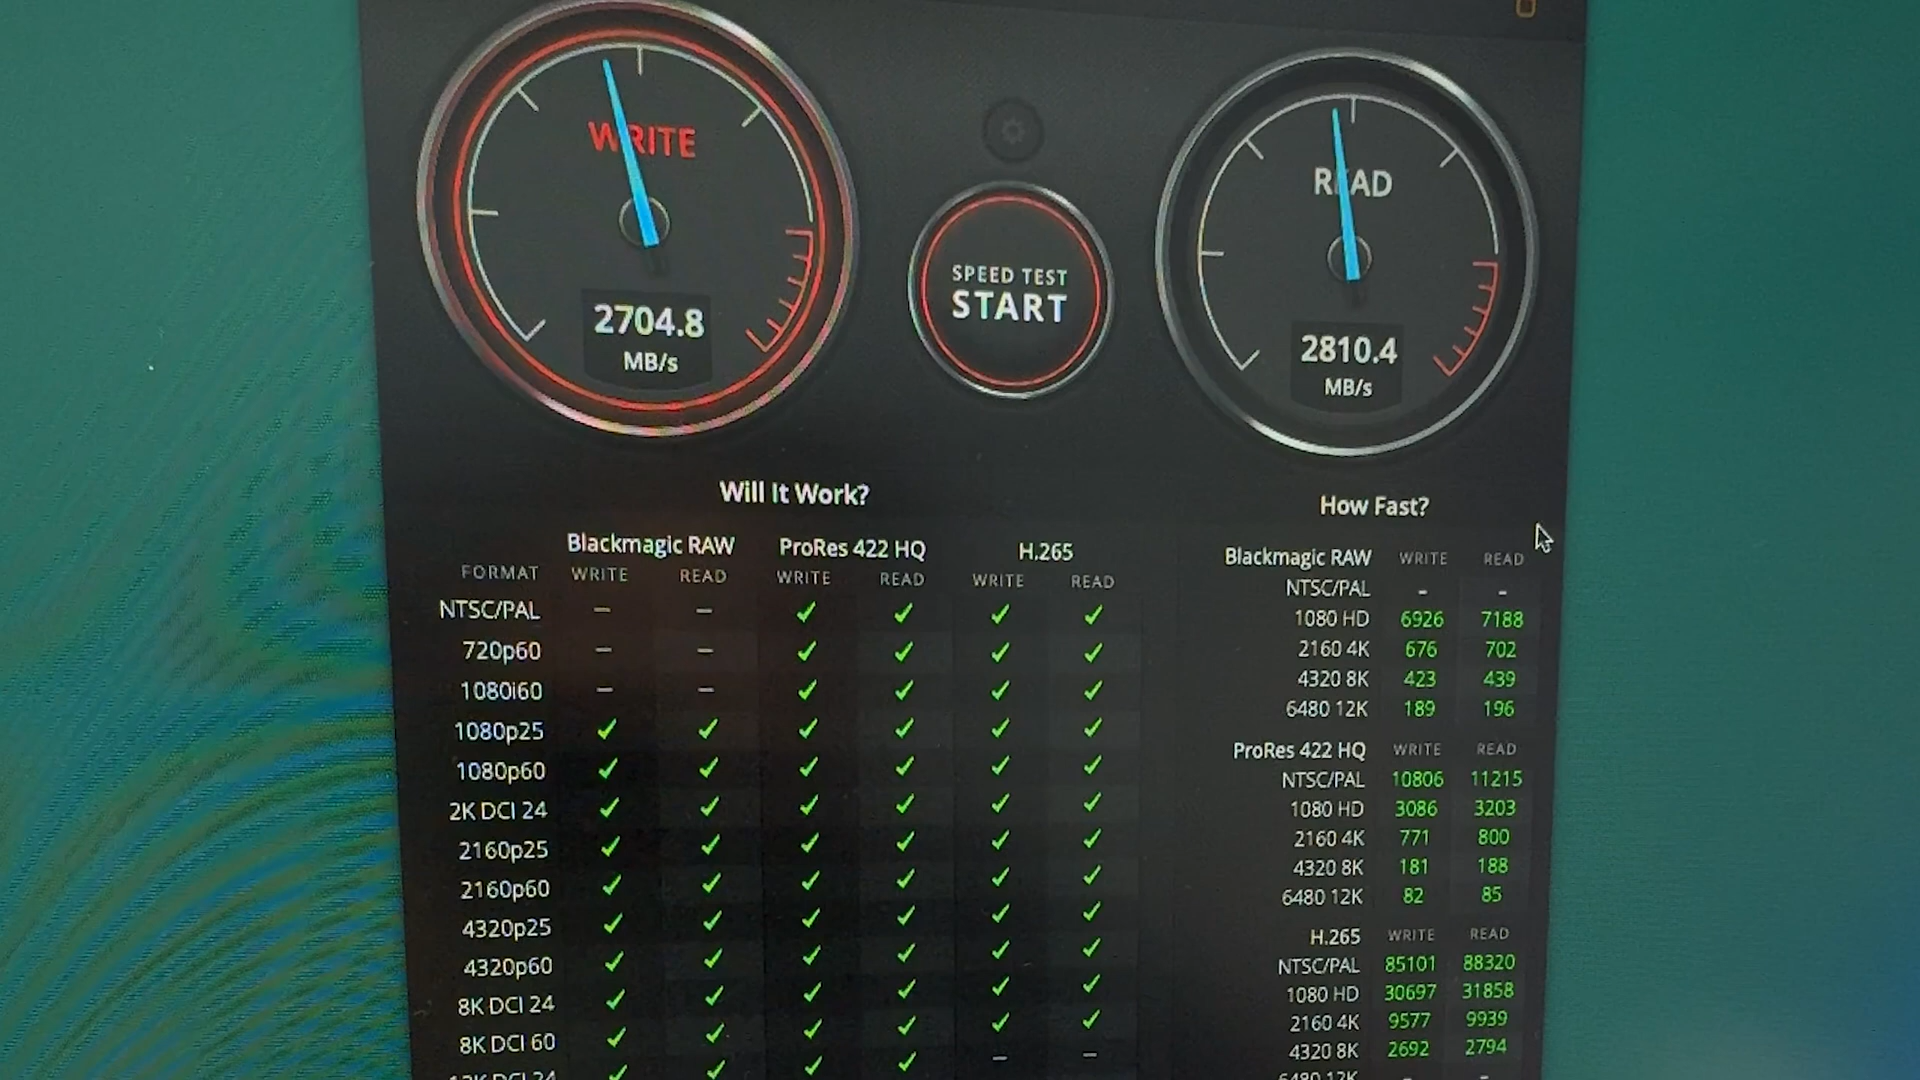 WRITE
READ
2704.8
MB/s
SPEED TEST
START
2810.4
MB/s
Will It Work?
Blackmagic RAW ProRes 422 HQ H.265
FORMAT WRITE READ WRITE READ WRITE READ
NTSC/PAL – – ✓ ✓ ✓ ✓
720p60 – – ✓ ✓ ✓ ✓
1080i60 – – ✓ ✓ ✓ ✓
1080p25 ✓ ✓ ✓ ✓ ✓ ✓
1080p60 ✓ ✓ ✓ ✓ ✓ ✓
2K DCI 24 ✓ ✓ ✓ ✓ ✓ ✓
2160p25 ✓ ✓ ✓ ✓ ✓ ✓
2160p60 ✓ ✓ ✓ ✓ ✓ ✓
4320p25 ✓ ✓ ✓ ✓ ✓ ✓
4320p60 ✓ ✓ ✓ ✓ ✓ ✓
8K DCI 24 ✓ ✓ ✓ ✓ ✓ ✓
8K DCI 60 ✓ ✓ ✓ ✓ ✓ ✓
12K DCI 24 ✓ ✓ ✓ ✓ – –
How Fast?
Blackmagic RAW WRITE READ
NTSC/PAL - -
1080 HD 6926 7188
2160 4K 676 702
4320 8K 423 439
6480 12K 189 196
ProRes 422 HQ WRITE READ
NTSC/PAL 10806 11215
1080 HD 3086 3203
2160 4K 771 800
4320 8K 181 188
6480 12K 82 85
H.265 WRITE READ
NTSC/PAL 85101 88320
1080 HD 30697 31858
2160 4K 9577 9939
4320 8K 2692 2794
6480 12K - -